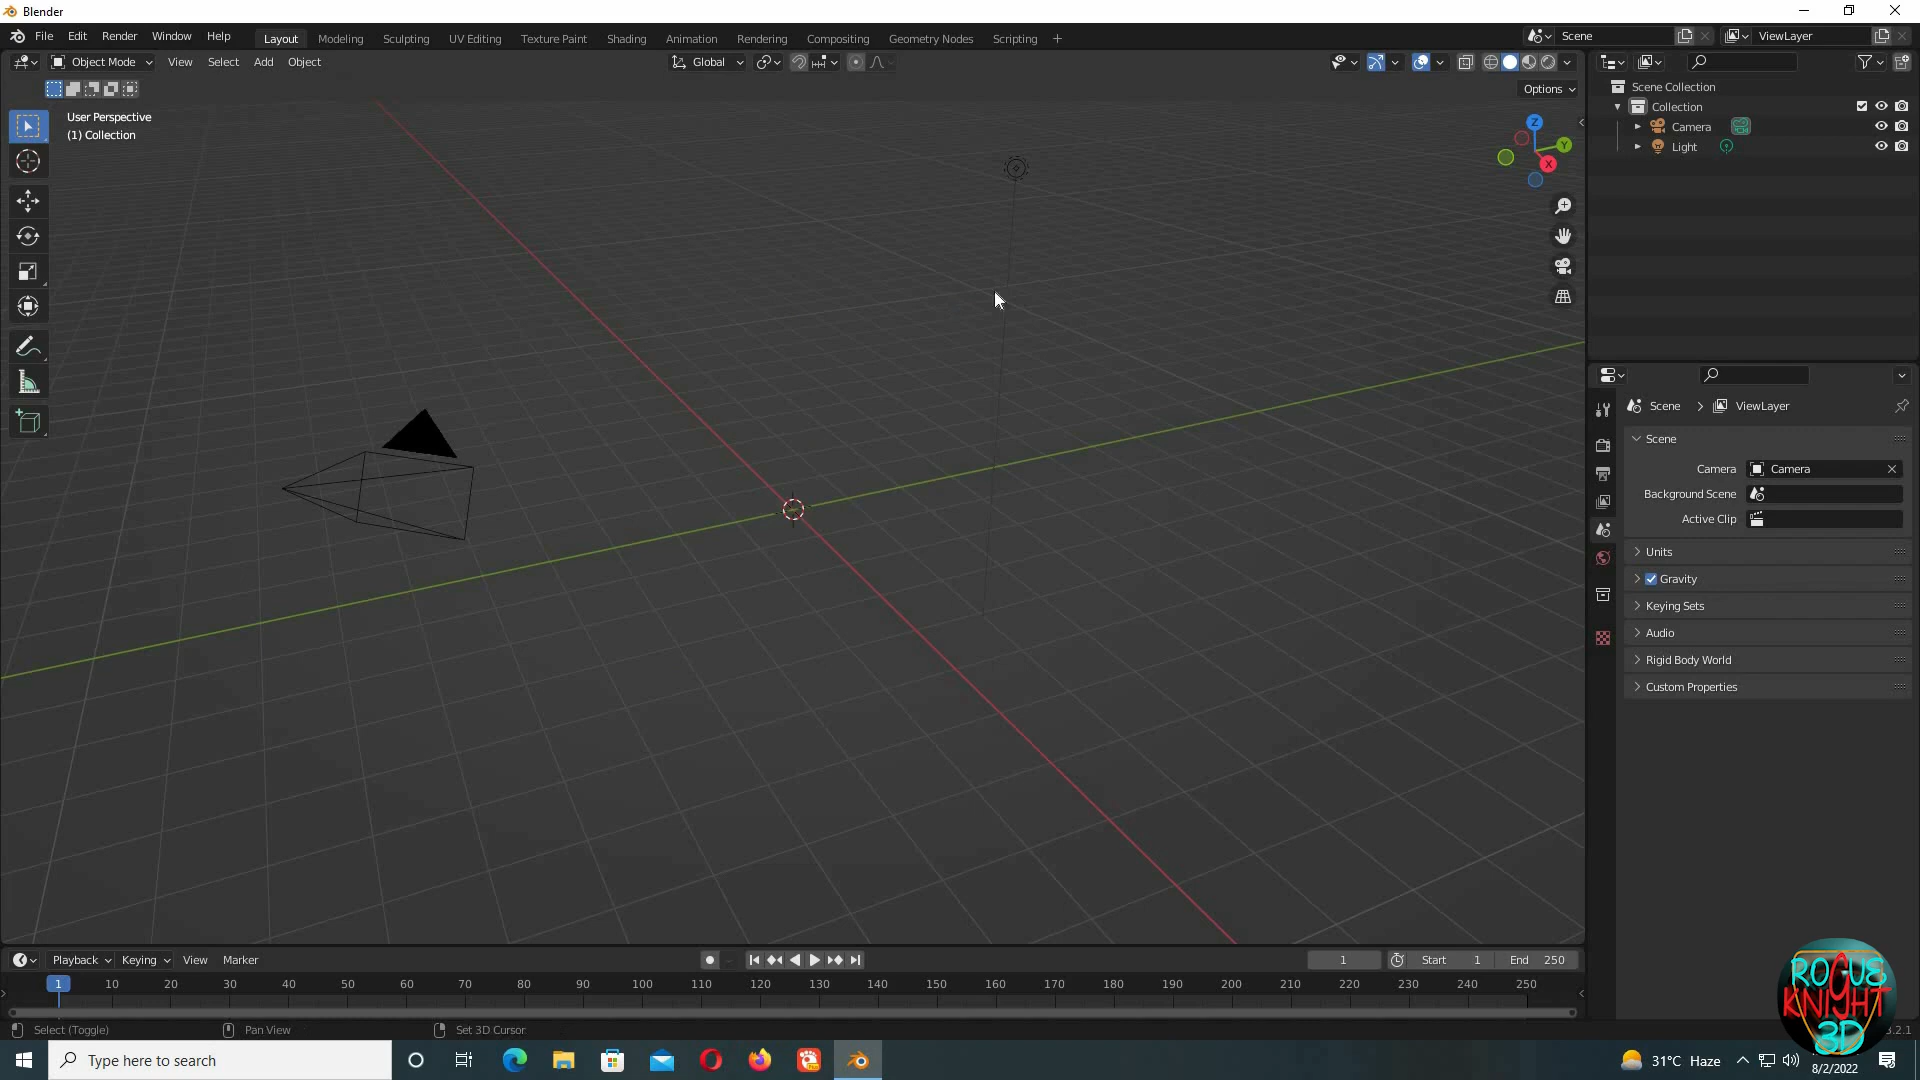 Blender
File Edit Render Window Help Layout Modeling Sculpting UV Editing Texture Paint Shading Animation Rendering Compositing Geometry Nodes Scripting + Scene ViewLayer
Object Mode View Select Add Object Global
Options
User Perspective
(1) Collection
Z
Y
X
Scene Collection
Collection
Camera
Light
Scene > ViewLayer
Scene
Camera Camera
Background Scene
Active Clip
Units
Gravity
Keying Sets
Audio
Rigid Body World
Custom Properties
Playback Keying View Marker 1 Start 1 End 250
1 10 20 30 40 50 60 70 80 90 100 110 120 130 140 150 160 170 180 190 200 210 220 230 240 250
Select (Toggle) Pan View Set 3D Cursor
ROGUE
KNIGHT
3D
Type here to search
31°C Haze
8/2/2022